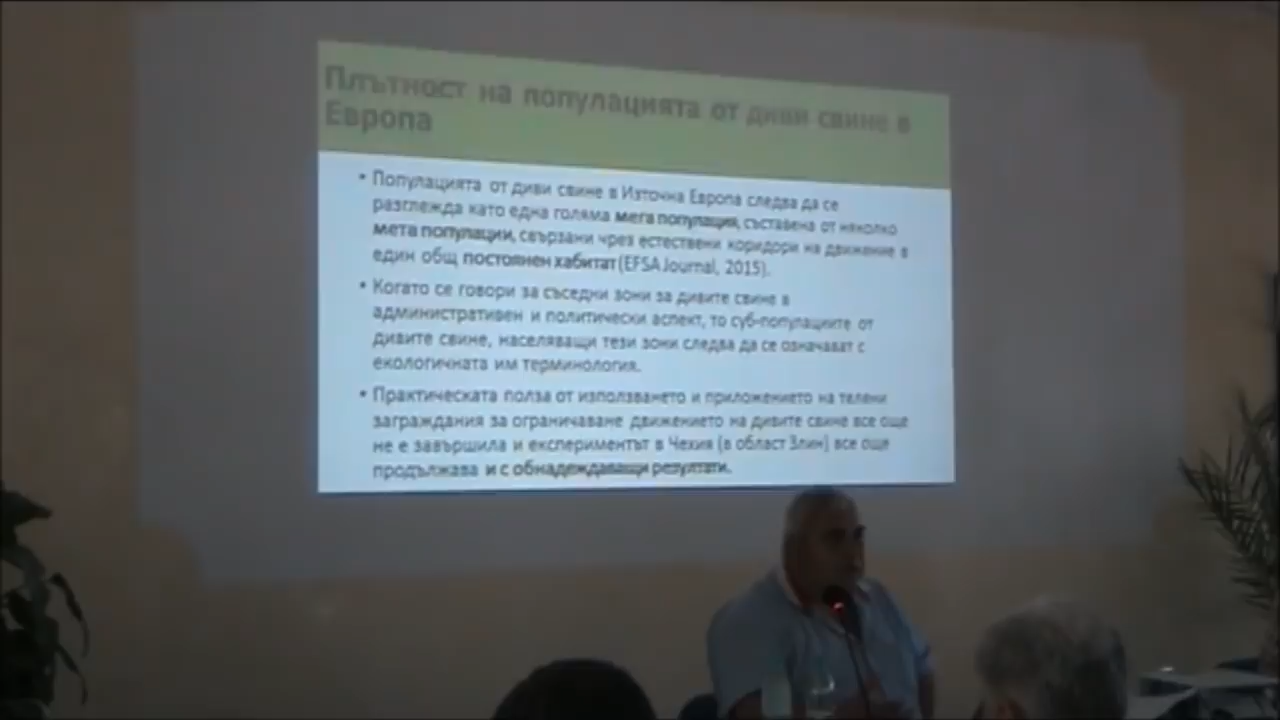 Плътност на популацията от диви свине в
Европа
• Популацията от диви свине в Източна Европа следва да се
разглежда като една голяма мега популация, съставена от няколко
мета популации, свързани чрез естествени коридори на движение в
един общ постоянен хабитат (EFSA Journal, 2015).
• Когато се говори за съседни зони за дивите свине в
административен и политически аспект, то суб-популациите от
дивите свине, населяващи тези зони следва да се означават с
екологичната им терминология.
• Практическата полза от използването и приложението на телени
заграждания за ограничаване движението на дивите свине все още
не е завършила и експериментът в Чехия (в област Злин) все още
продължава и с обнадеждаващи резултати.